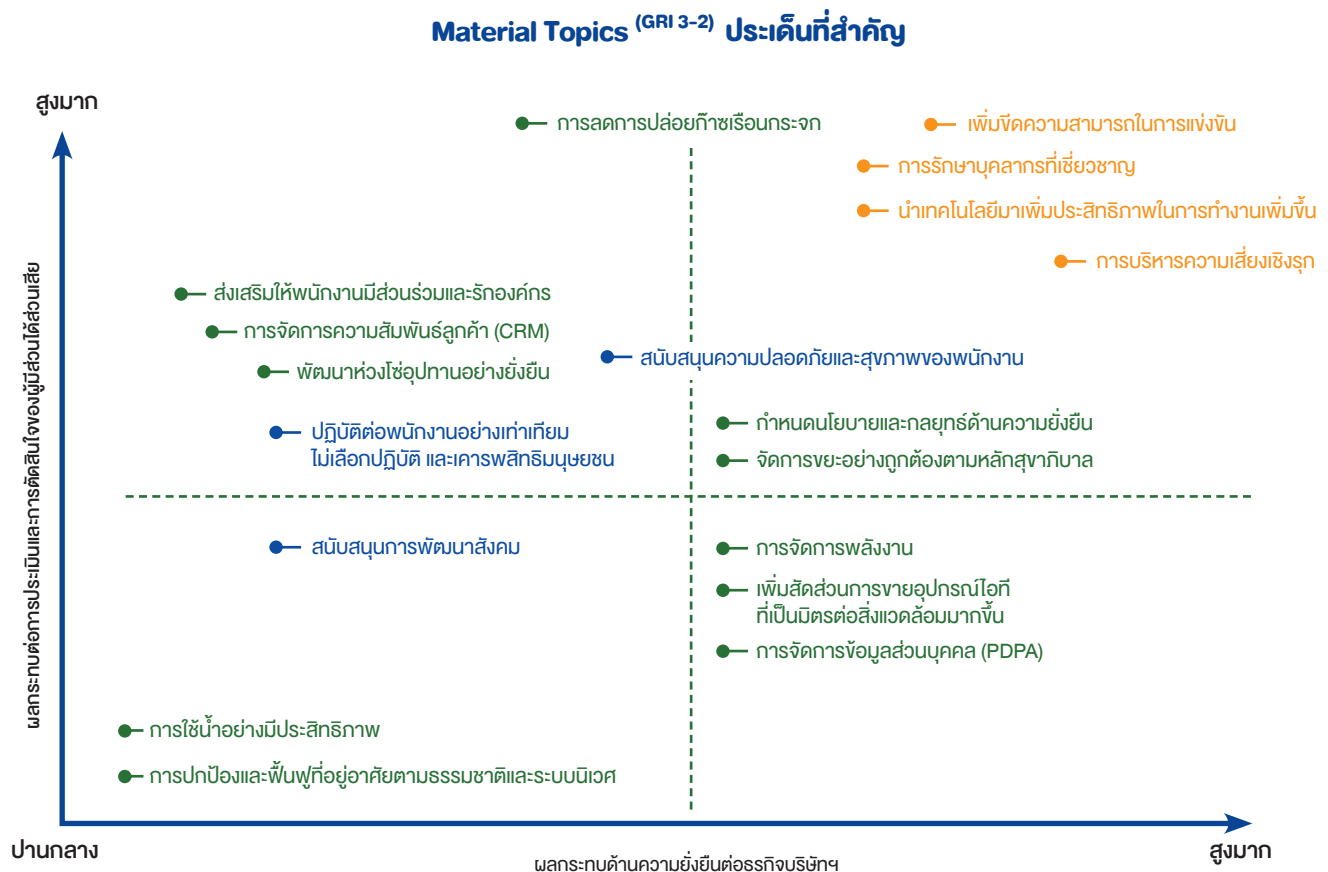 Material Topics (GRI 3-2) ประเด็นที่สำคัญ
สูงมาก
การลดการปล่อยก๊าซเรือนกระจก
เพิ่มขีดความสามารถในการแข่งขัน
การรักษาบุคลากรที่เชี่ยวชาญ
นำเทคโนโลยีมาเพิ่มประสิทธิภาพในการทำงานเพิ่มขึ้น
การบริหารความเสี่ยงเชิงรุก
ส่งเสริมให้พนักงานมีส่วนร่วมและรักองค์กร
การจัดการความสัมพันธ์ลูกค้า (CRM)
พัฒนาห่วงโซ่อุปทานอย่างยั่งยืน
สนับสนุนความปลอดภัยและสุขภาพของพนักงาน
ปฏิบัติต่อพนักงานอย่างเท่าเทียม
ไม่เลือกปฏิบัติ และเคารพสิทธิมนุษยชน
กำหนดนโยบายและกลยุทธ์ด้านความยั่งยืน
จัดการขยะอย่างถูกต้องตามหลักสุขาภิบาล
สนับสนุนการพัฒนาสังคม
การจัดการพลังงาน
เพิ่มสัดส่วนการขายอุปกรณ์ไอที
ที่เป็นมิตรต่อสิ่งแวดล้อมมากขึ้น
การจัดการข้อมูลส่วนบุคคล (PDPA)
การใช้น้ำอย่างมีประสิทธิภาพ
การปกป้องและฟื้นฟูที่อยู่อาศัยตามธรรมชาติและระบบนิเวศ
ผลกระทบต่อการประเมินและการตัดสินใจของผู้มีส่วนได้ส่วนเสีย
ปานกลาง
ผลกระทบด้านความยั่งยืนต่อธุรกิจบริษัทฯ
สูงมาก